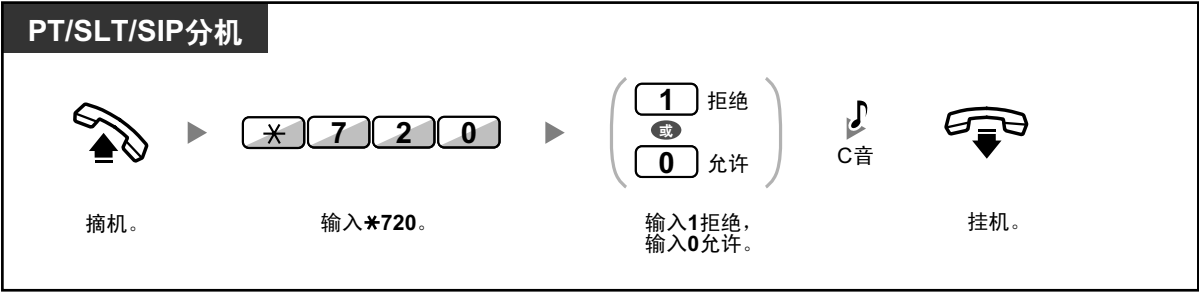 PT/SLT/SIP分机
1 拒绝
或
0 允许
＊ 7 2 0
C音
摘机。
输入＊720。
输入1拒绝，
输入0允许。
挂机。